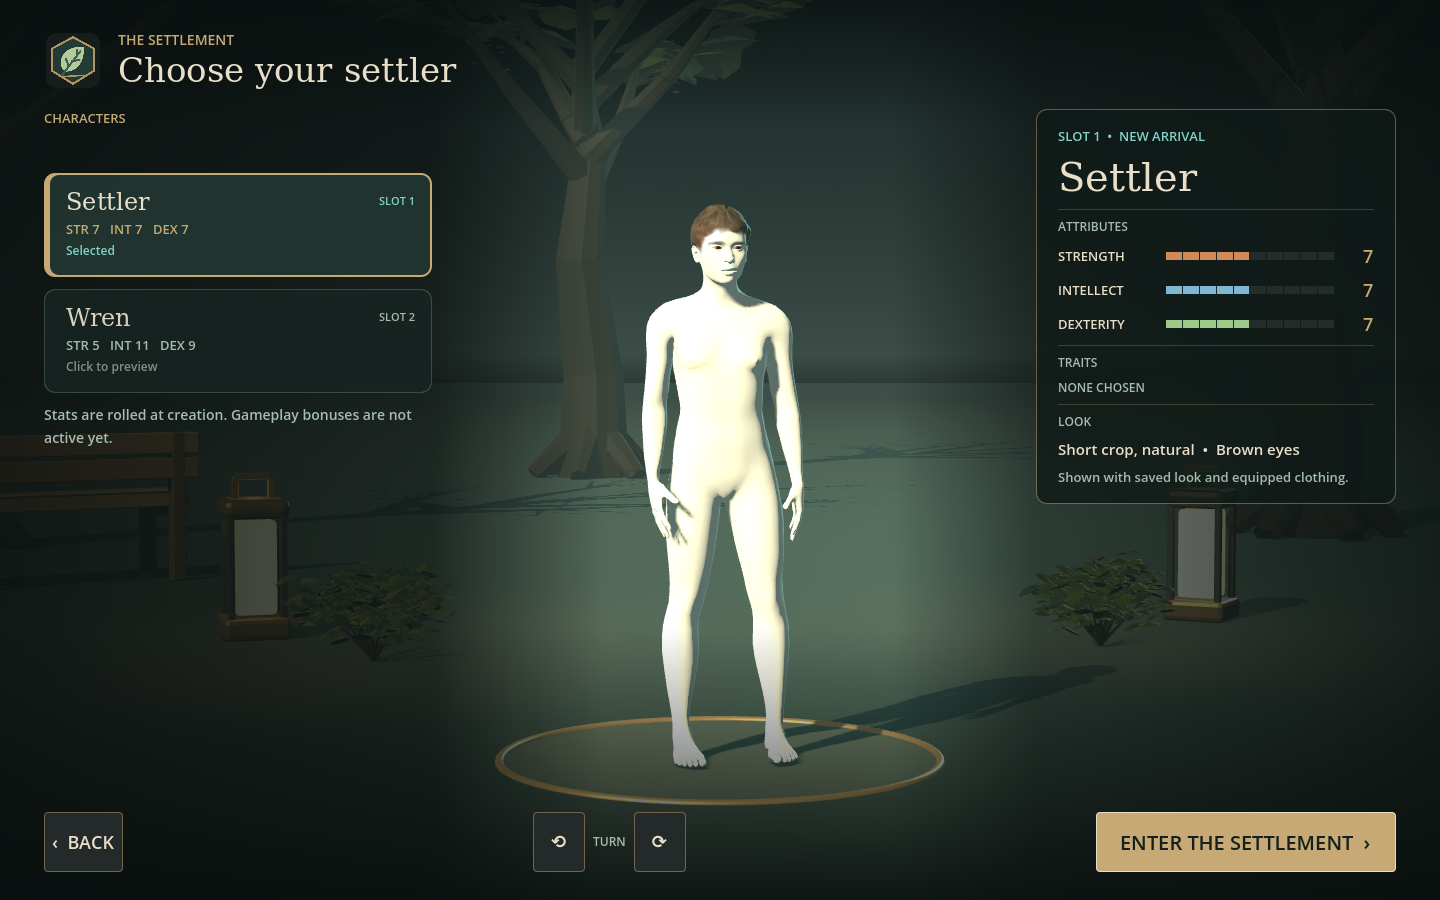 THE SETTLEMENT
Choose your settler
CHARACTERS
Settler
SLOT 1
STR 7 INT 7 DEX 7
Selected
Wren
SLOT 2
STR 5 INT 11 DEX 9
Click to preview
Stats are rolled at creation. Gameplay bonuses are not
active yet.
SLOT 1 • NEW ARRIVAL
Settler
ATTRIBUTES
STRENGTH 7
INTELLECT 7
DEXTERITY 7
TRAITS
NONE CHOSEN
LOOK
Short crop, natural • Brown eyes
Shown with saved look and equipped clothing.
‹ BACK
⟲ TURN ⟳
ENTER THE SETTLEMENT ›